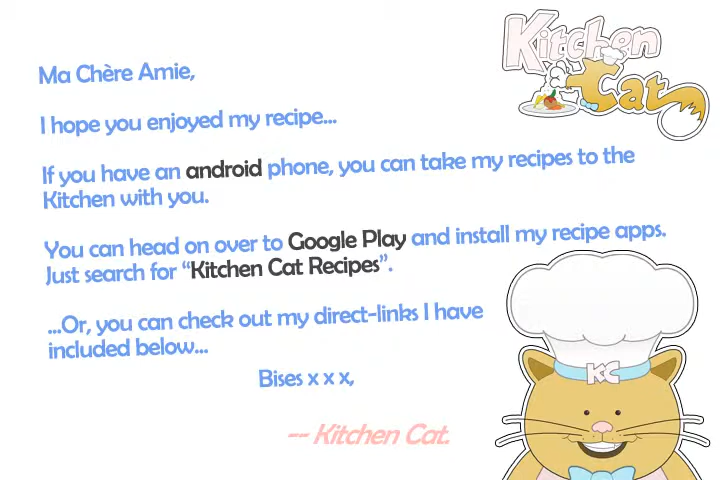 Kitchen
Cat
Ma Chère Amie,
I hope you enjoyed my recipe...
If you have an android phone, you can take my recipes to the
Kitchen with you.
You can head on over to Google Play and install my recipe apps.
Just search for “Kitchen Cat Recipes”.
...Or, you can check out my direct-links I have
included below...
Bises x x x,
-- Kitchen Cat.
KC